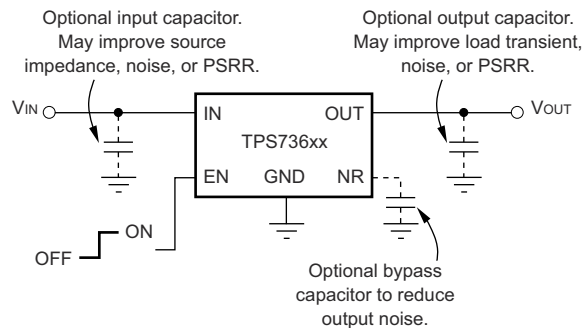 Optional input capacitor.
May improve source
impedance, noise, or PSRR.
Optional output capacitor.
May improve load transient,
noise, or PSRR.
VIN
IN
OUT
VOUT
TPS736xx
EN
GND
NR
OFF
ON
Optional bypass
capacitor to reduce
output noise.